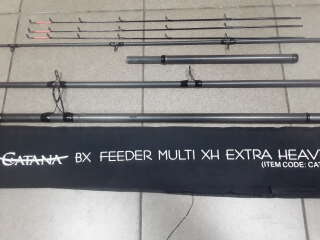 CATANA BX FEEDER MULTI XH EXTRA HEAV
(ITEM CODE: CAT